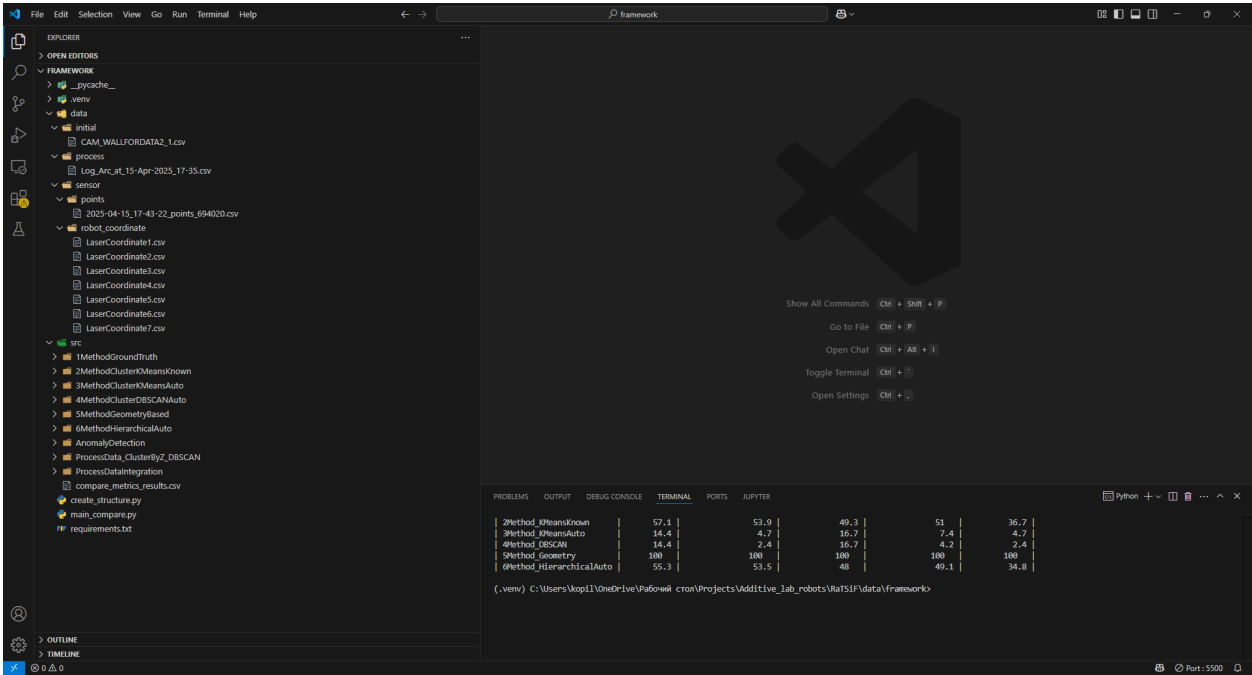 File Edit Selection View Go Run Terminal Help
framework
EXPLORER
OPEN EDITORS
FRAMEWORK
__pycache__
.venv
data
initial
CAM_WALLFORDATA2_1.csv
process
Log_Arc_at_15-Apr-2025_17-35.csv
sensor
points
2025-04-15_17-43-22_points_694020.csv
robot_coordinate
LaserCoordinate1.csv
LaserCoordinate2.csv
LaserCoordinate3.csv
LaserCoordinate4.csv
LaserCoordinate5.csv
LaserCoordinate6.csv
LaserCoordinate7.csv
src
1MethodGroundTruth
2MethodClusterKMeansKnown
3MethodClusterKMeansAuto
4MethodClusterDBSCANAuto
5MethodGeometryBased
6MethodHierarchicalAuto
AnomalyDetection
ProcessData_ClusterByZ_DBSCAN
ProcessDataIntegration
compare_metrics_results.csv
create_structure.py
main_compare.py
requirements.txt
OUTLINE
TIMELINE
Show All Commands Ctrl + Shift + P
Go to File Ctrl + P
Open Chat Ctrl + Alt + I
Toggle Terminal Ctrl + `
Open Settings Ctrl + ,
PROBLEMS OUTPUT DEBUG CONSOLE TERMINAL PORTS JUPYTER
Python
| 2Method_KMeansKnown | 57.1 | 53.9 | 49.3 | 51 | 36.7 |
| 3Method_KMeansAuto | 14.4 | 4.7 | 16.7 | 7.4 | 4.7 |
| 4Method_DBSCAN | 14.4 | 2.4 | 16.7 | 4.2 | 2.4 |
| 5Method_Geometry | 100 | 100 | 100 | 100 | 100 |
| 6Method_HierarchicalAuto | 55.3 | 53.5 | 48 | 49.1 | 34.8 |
(.venv) C:\Users\kopil\OneDrive\Рабочий стол\Projects\Additive_lab_robots\RaTSiF\data\framework>
0 0
Port : 5500